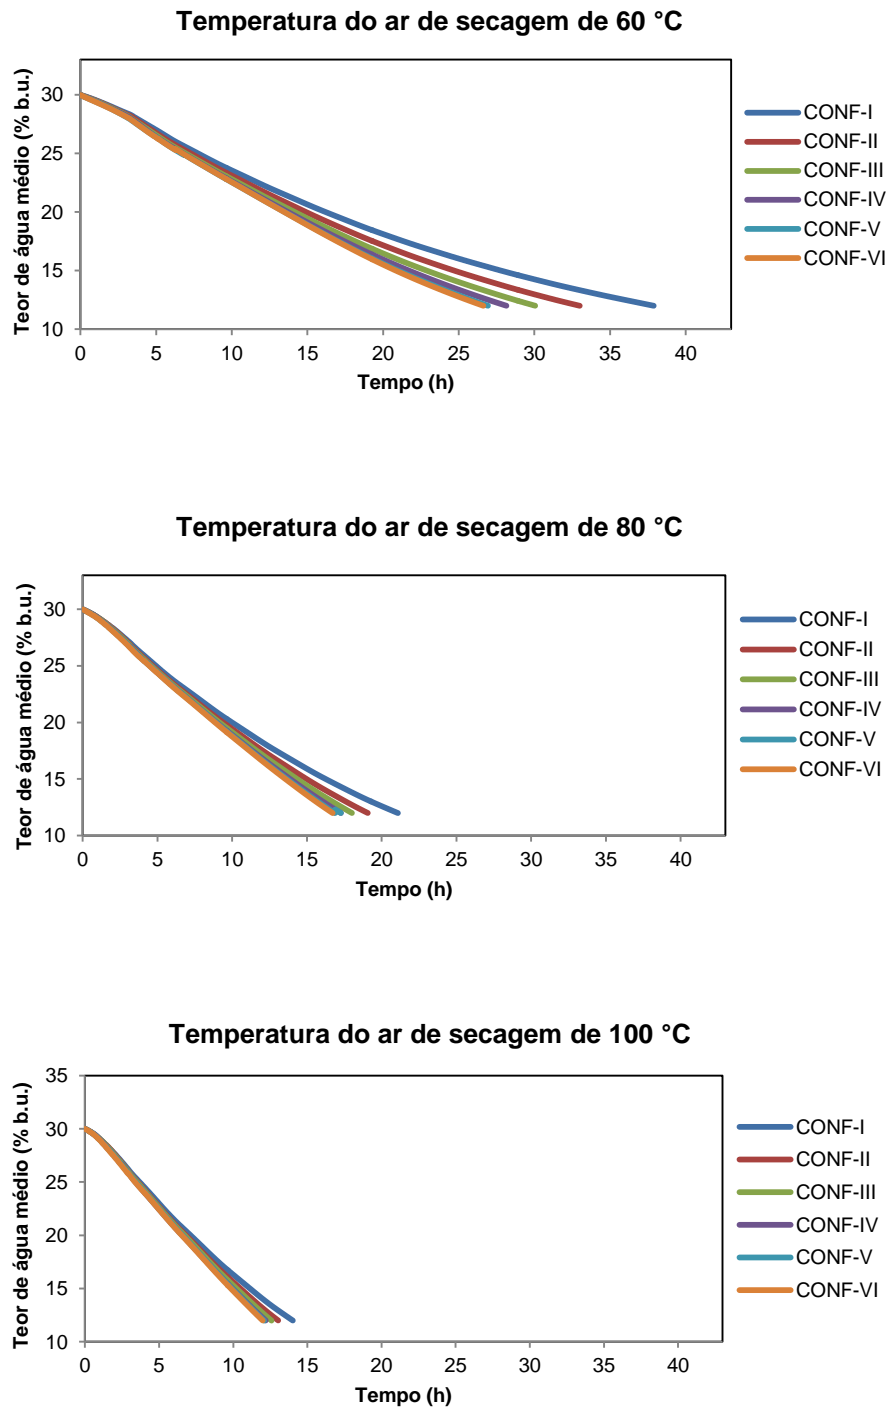 Temperatura do ar de secagem de 60 °C
Teor de água médio (% b.u.)
30
25
20
15
10
0 5 10 15 20 25 30 35 40
Tempo (h)
CONF-I
CONF-II
CONF-III
CONF-IV
CONF-V
CONF-VI
Temperatura do ar de secagem de 80 °C
Teor de água médio (% b.u.)
30
25
20
15
10
0 5 10 15 20 25 30 35 40
Tempo (h)
CONF-I
CONF-II
CONF-III
CONF-IV
CONF-V
CONF-VI
Temperatura do ar de secagem de 100 °C
Teor de água médio (% b.u.)
35
30
25
20
15
10
0 5 10 15 20 25 30 35 40
Tempo (h)
CONF-I
CONF-II
CONF-III
CONF-IV
CONF-V
CONF-VI